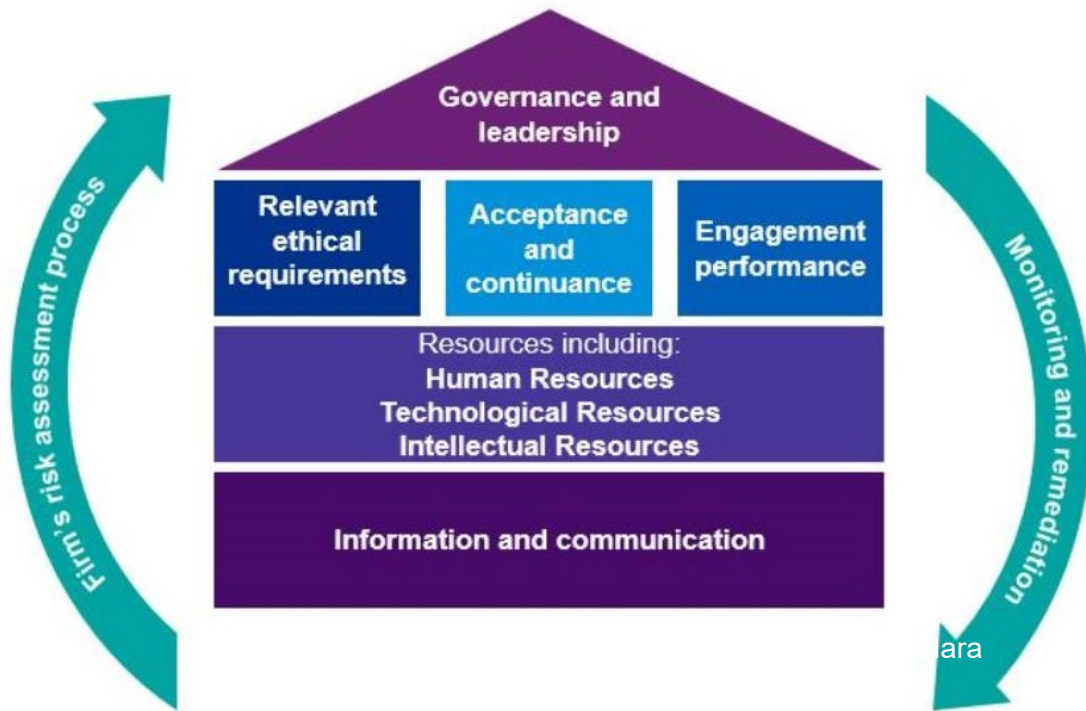 Governance and
leadership
Firm's risk assessment process
Relevant
ethical
requirements
Acceptance
and
continuance
Engagement
performance
Monitoring and remediation
Resources including:
Human Resources
Technological Resources
Intellectual Resources
Information and communication